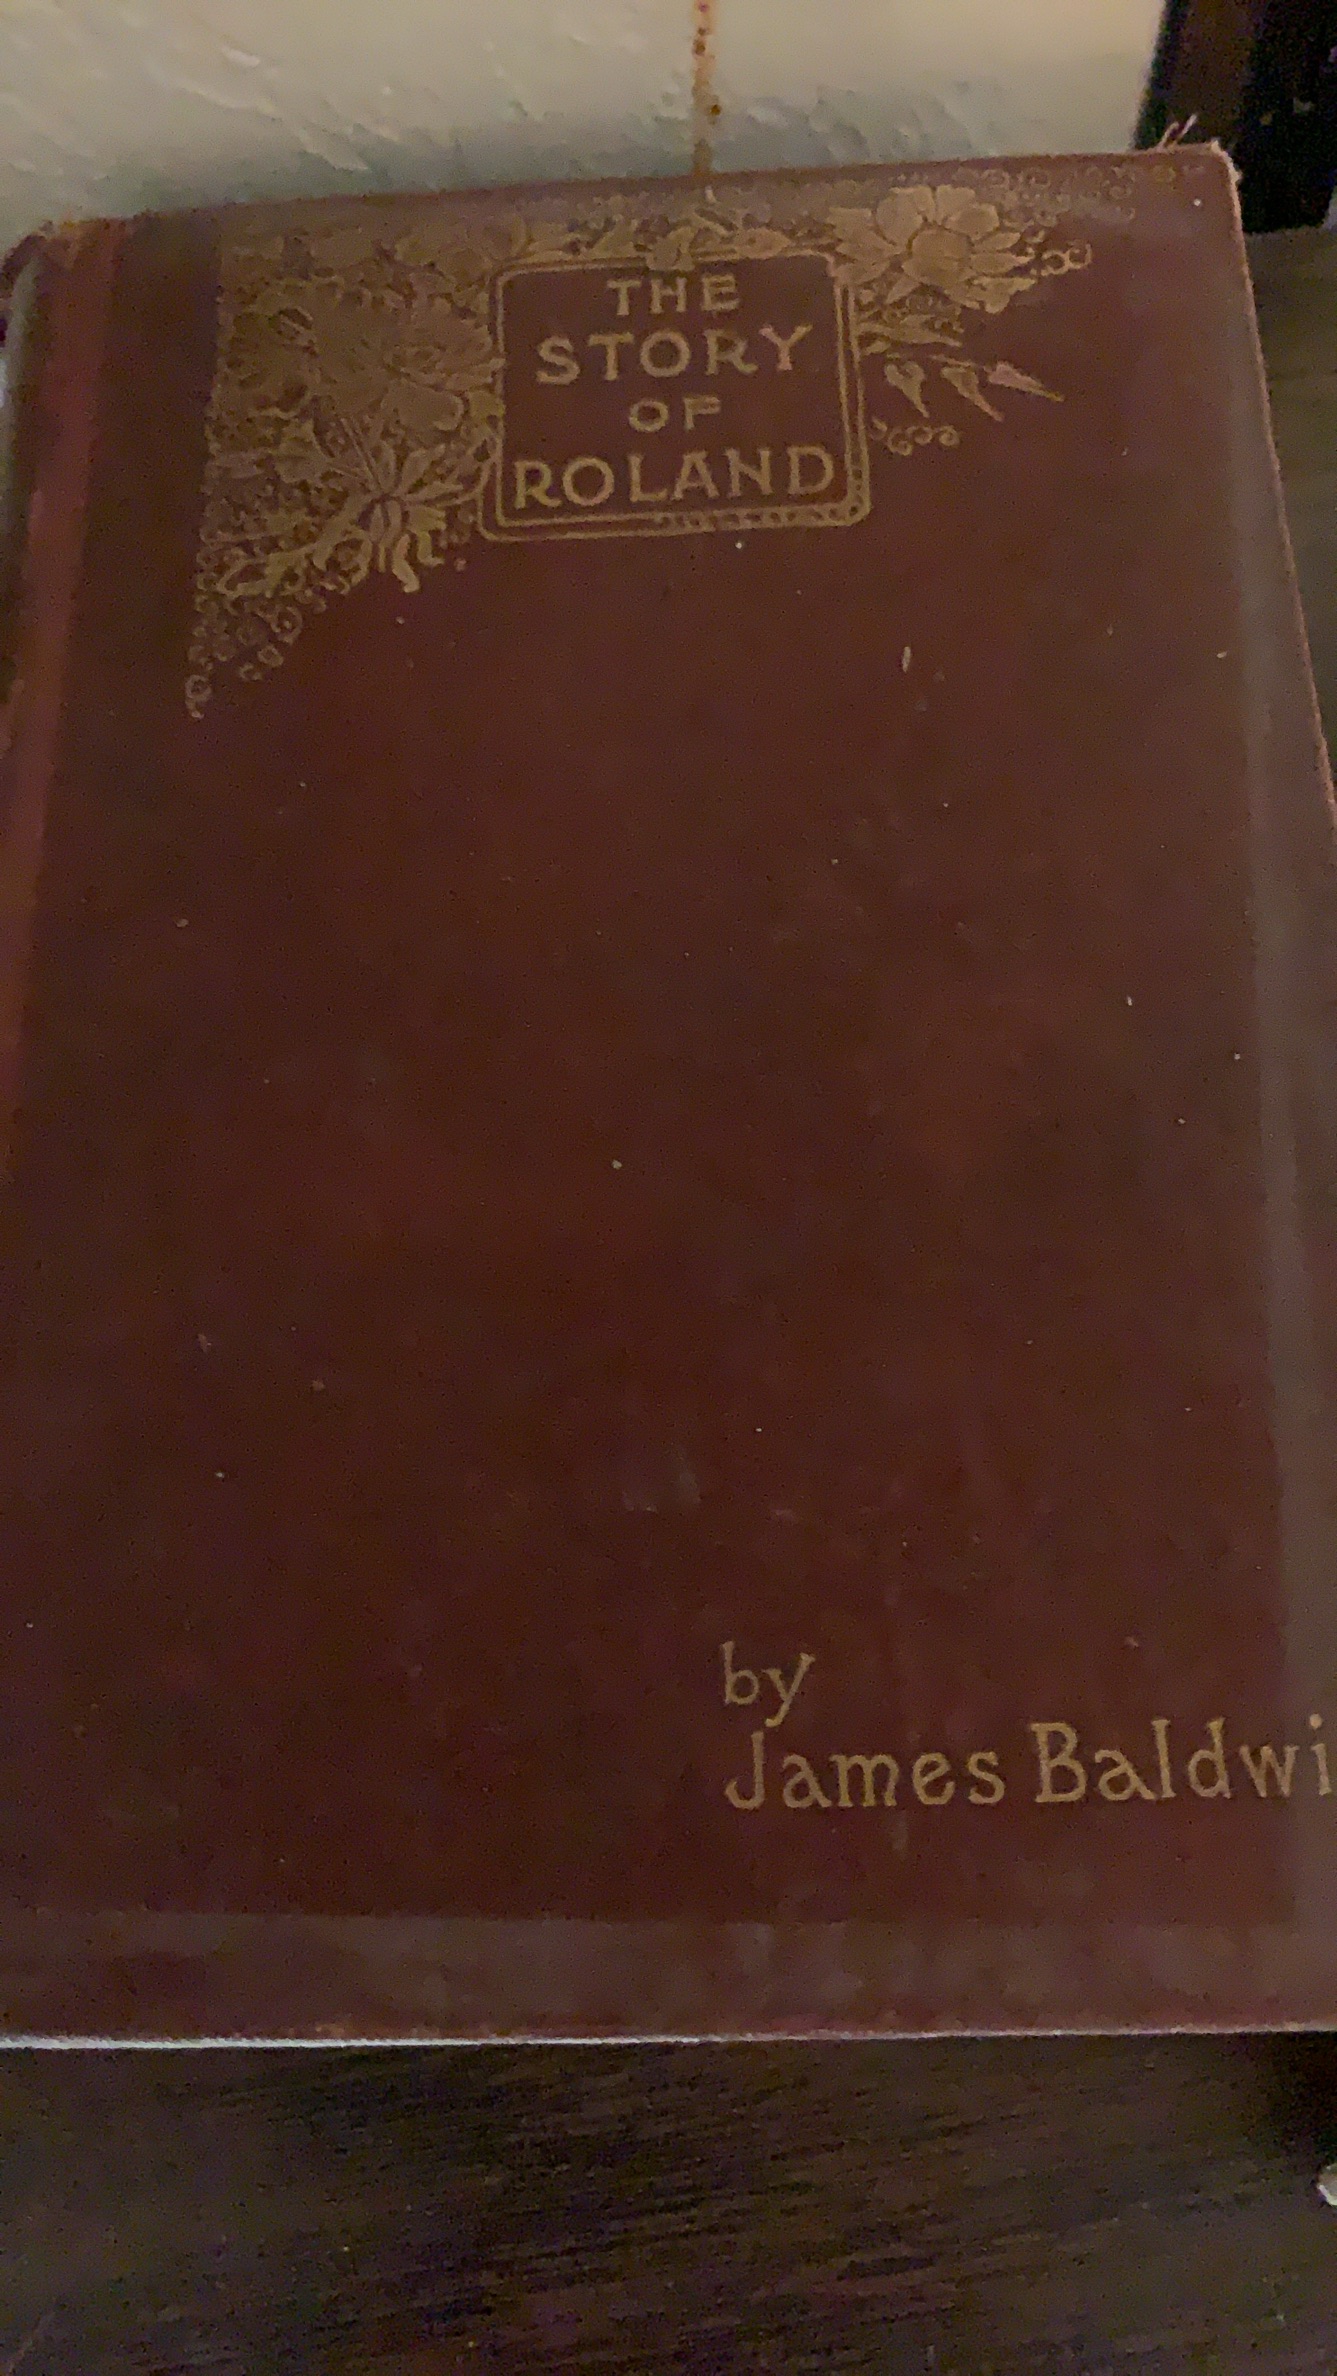 THE
STORY
OF
ROLAND
by
James Baldwi